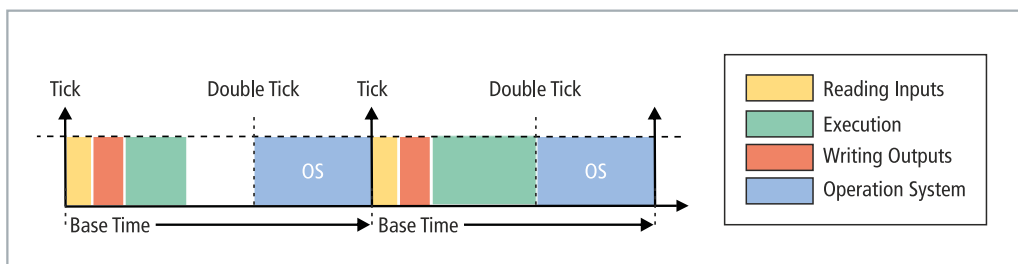 Tick
Double Tick
Tick
Double Tick
OS
OS
Base Time
Base Time
Reading Inputs
Execution
Writing Outputs
Operation System